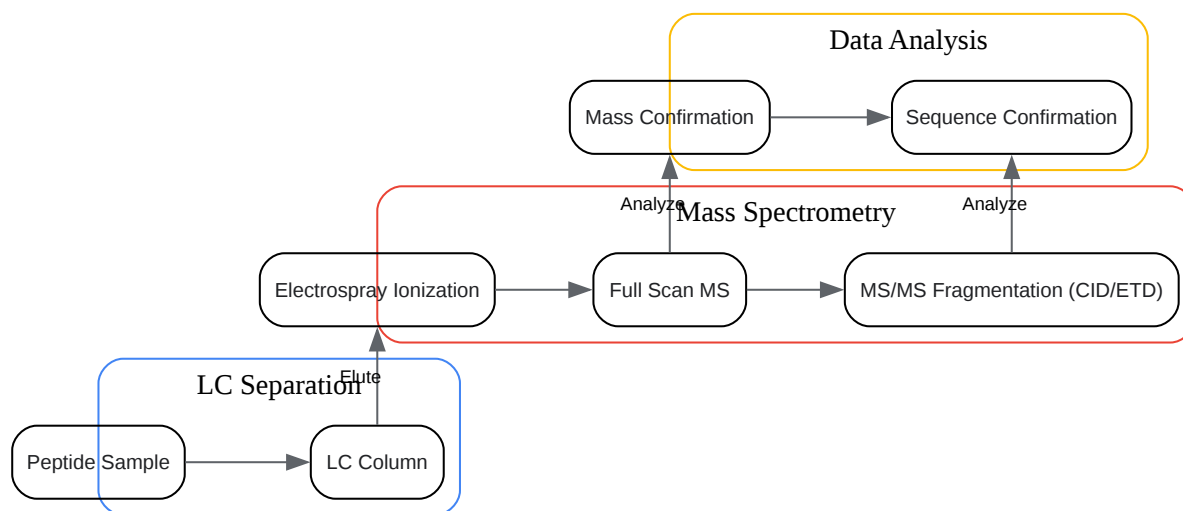 Data Analysis
Mass Confirmation
Sequence Confirmation
Analyze
Analyze
Mass Spectrometry
Electrospray Ionization
Full Scan MS
MS/MS Fragmentation (CID/ETD)
Elute
LC Separation
Peptide Sample
LC Column